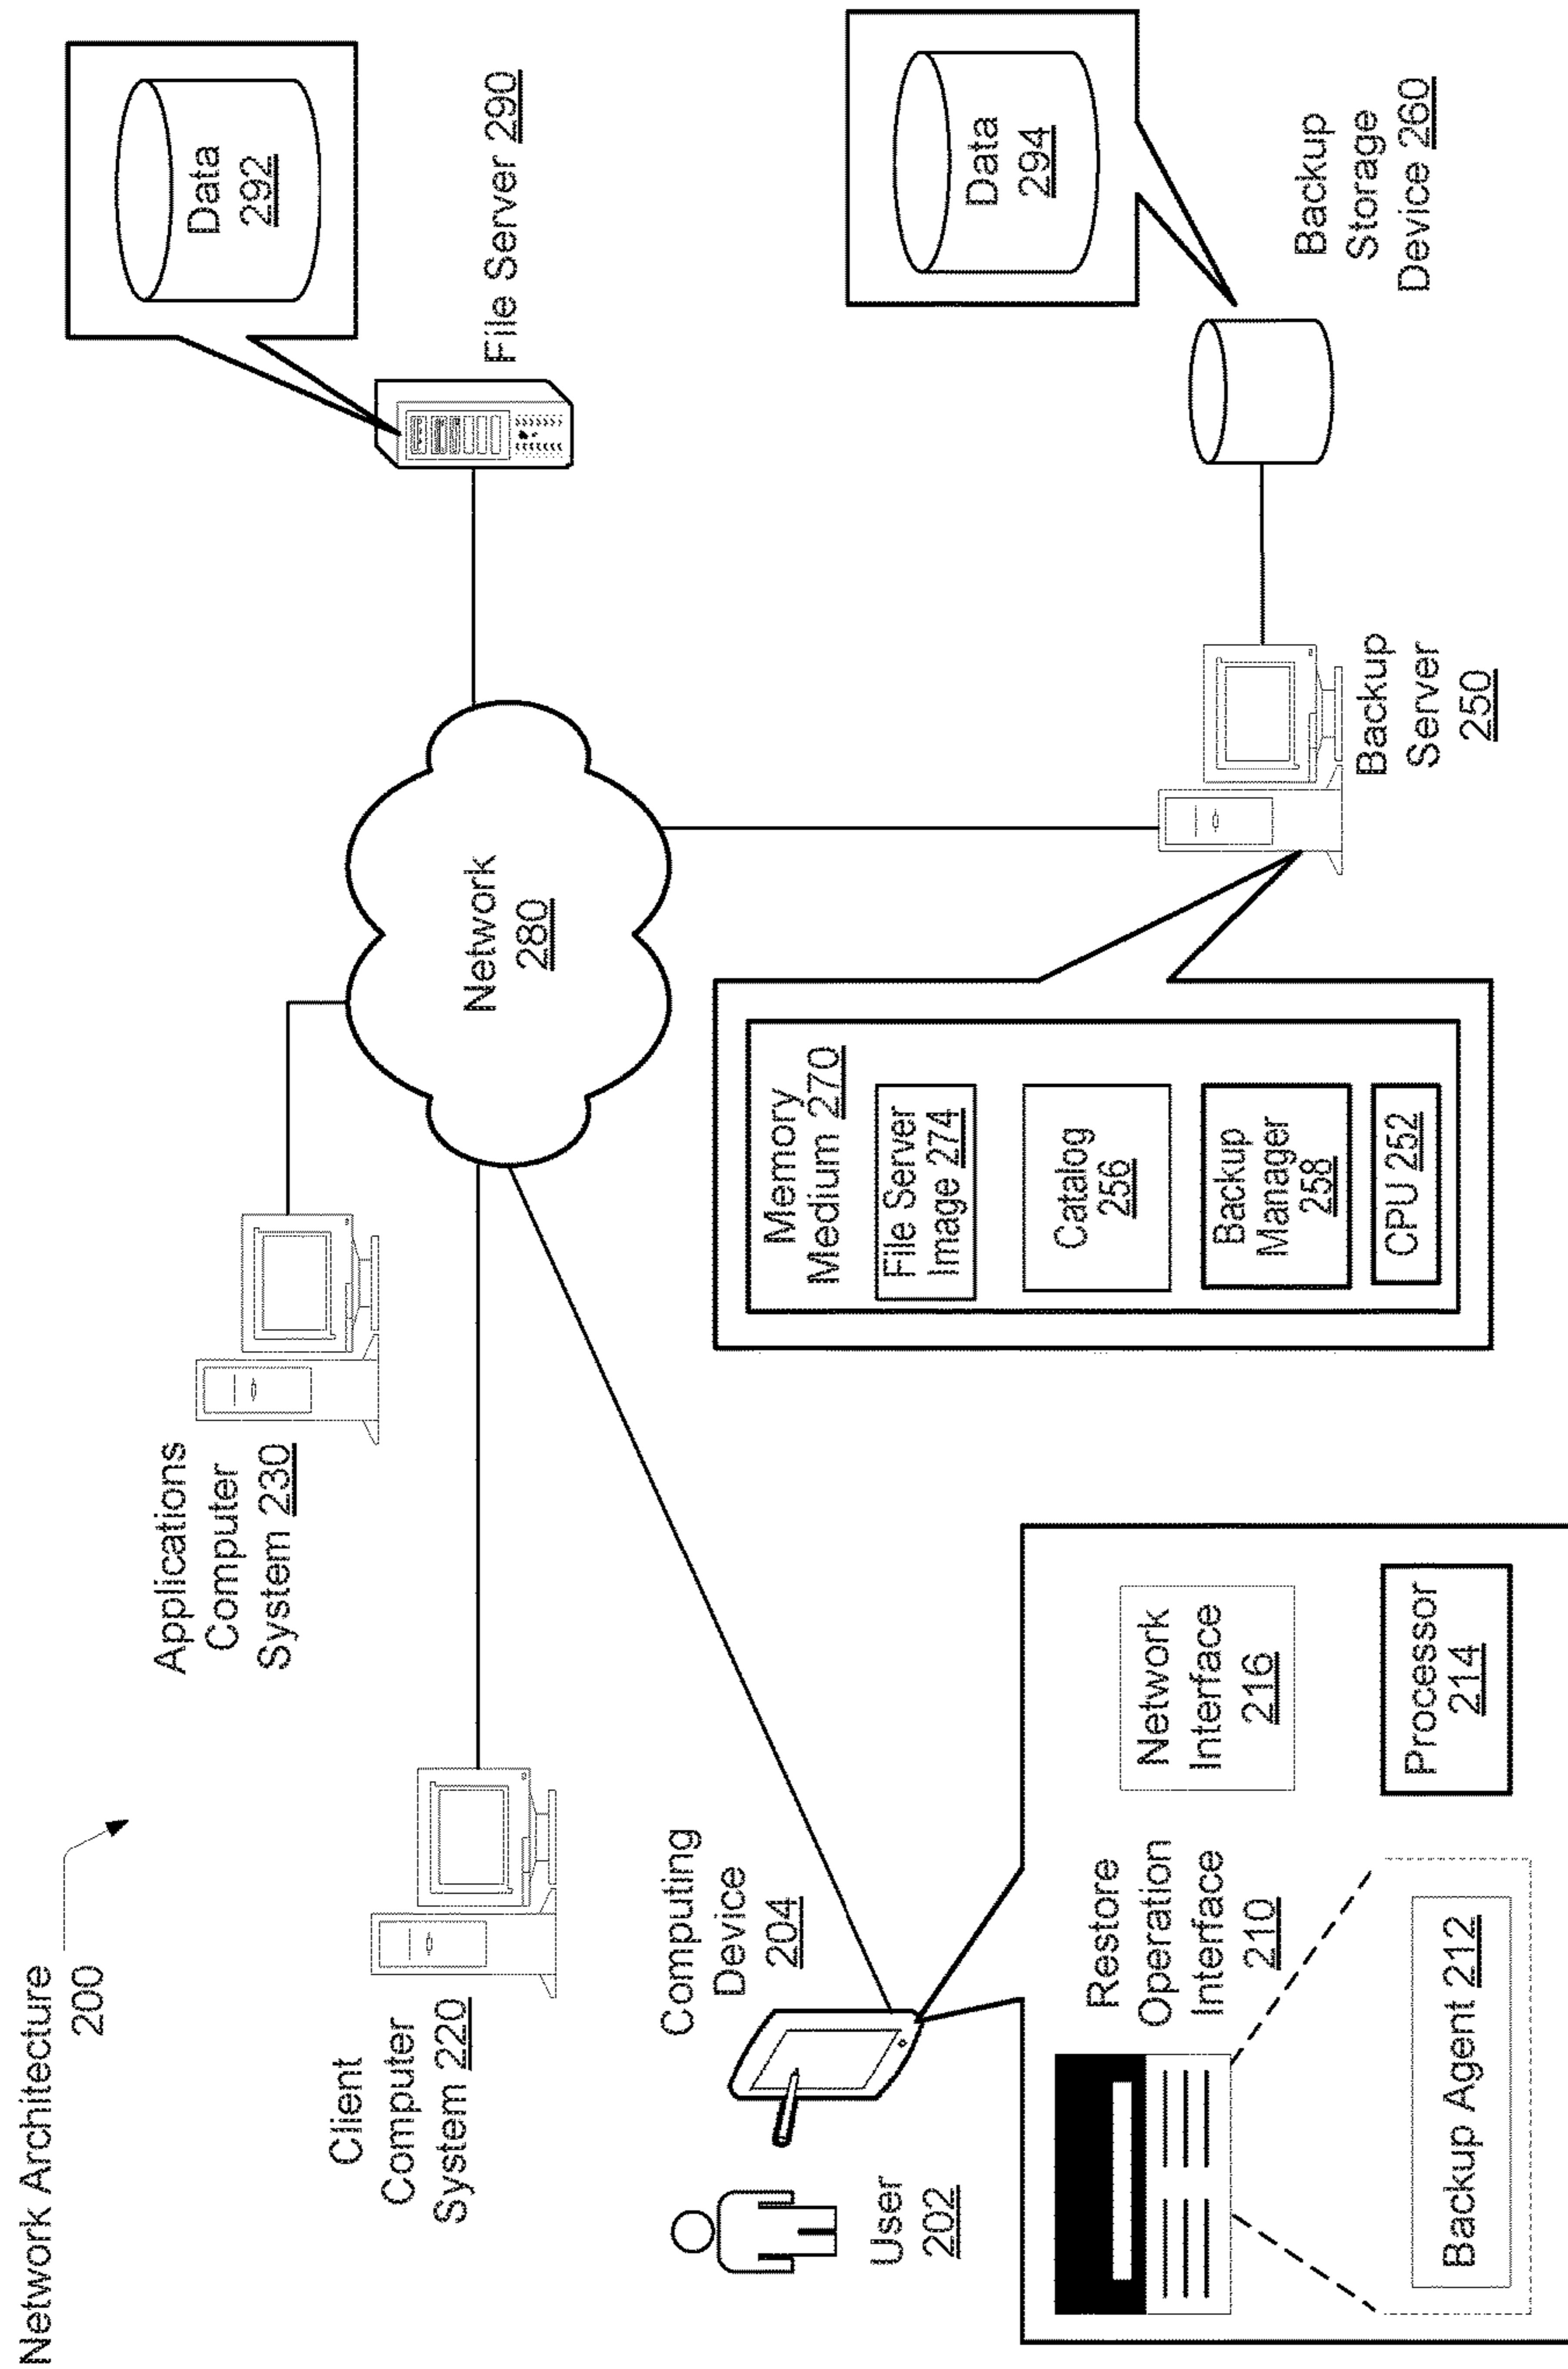 Network Architecture
200
Client
Computer
System 220
Applications
Computer
System 230
Network
280
File Server 290
Data
292
User
202
Computing
Device
204
Restore
Operation
Interface
210
Network
Interface
216
Processor
214
Backup Agent 212
Memory
Medium 270
File Server
Image 274
Catalog
256
Backup
Manager
258
CPU 252
Backup
Server
250
Data
294
Backup
Storage
Device 260